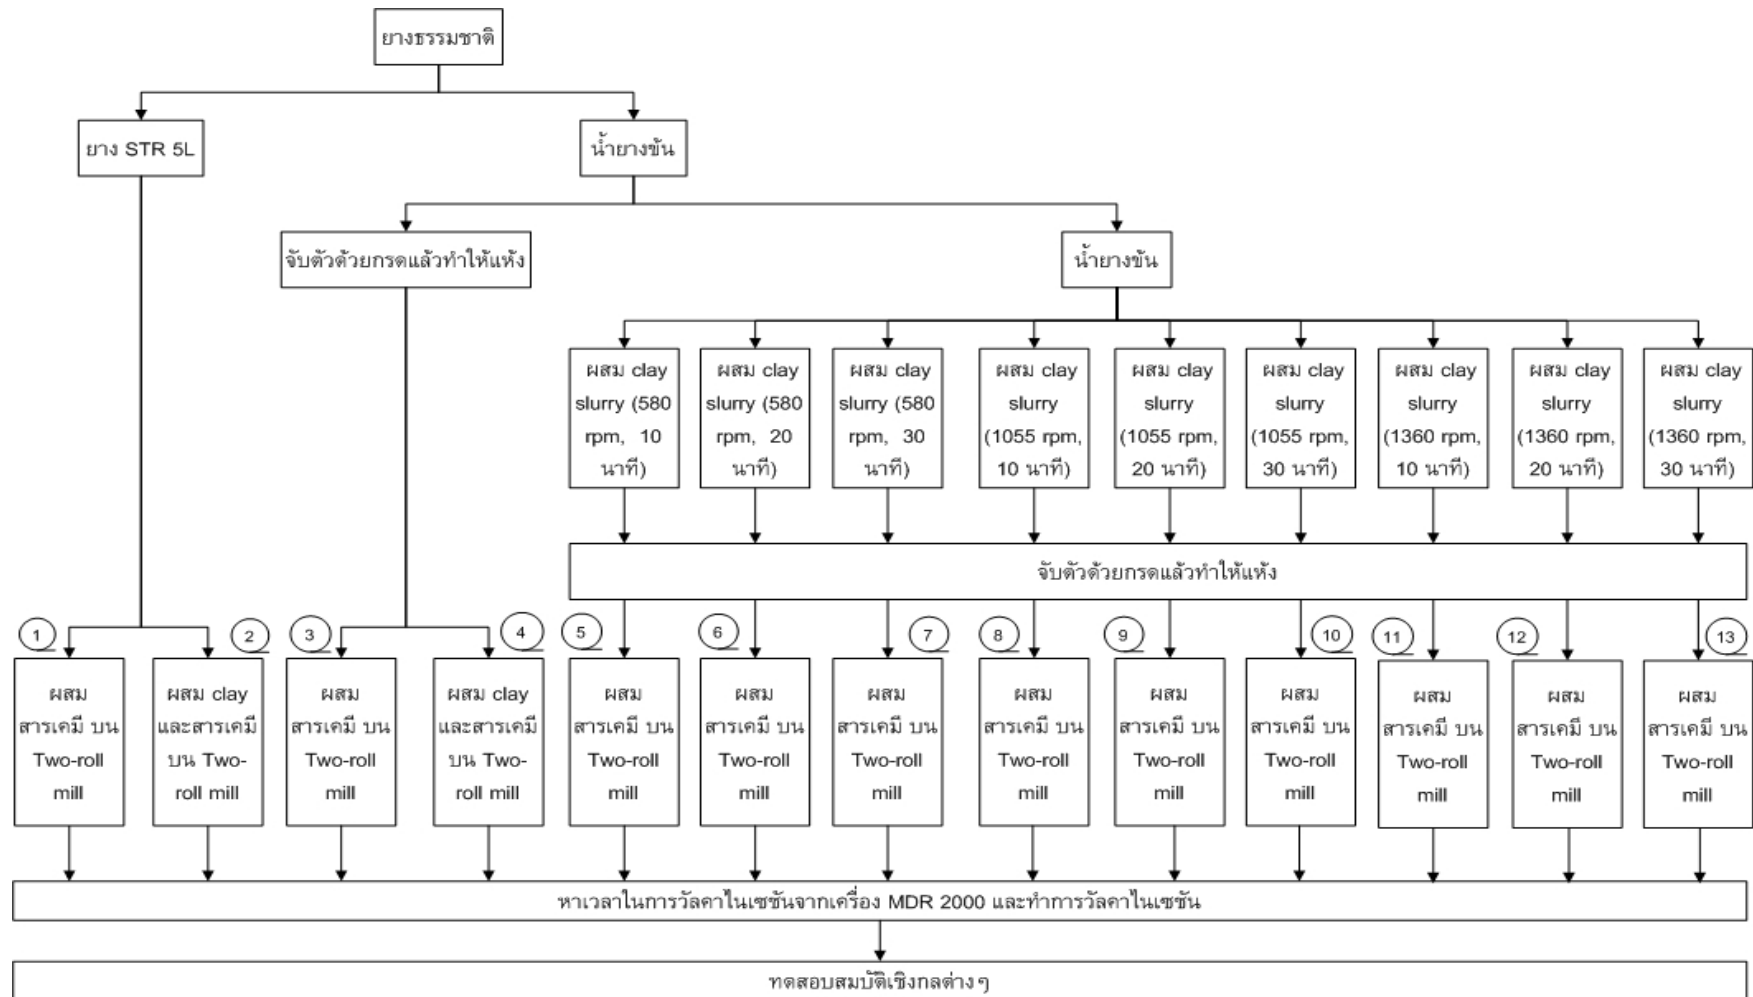 ยางธรรมชาติ
ยาง STR 5L
น้ำยางข้น
จับตัวด้วยกรดแล้วทำให้แห้ง
น้ำยางข้น
ผสม clay
slurry (580
rpm, 10
นาที)
ผสม clay
slurry (580
rpm, 20
นาที)
ผสม clay
slurry (580
rpm, 30
นาที)
ผสม clay
slurry
(1055 rpm,
10 นาที)
ผสม clay
slurry
(1055 rpm,
20 นาที)
ผสม clay
slurry
(1055 rpm,
30 นาที)
ผสม clay
slurry
(1360 rpm,
10 นาที)
ผสม clay
slurry
(1360 rpm,
20 นาที)
ผสม clay
slurry
(1360 rpm,
30 นาที)
จับตัวด้วยกรดแล้วทำให้แห้ง
1
ผสม
สารเคมี บน
Two-roll
mill
2
ผสม clay
และสารเคมี
บน Two-
roll mill
3
ผสม
สารเคมี บน
Two-roll
mill
4
ผสม clay
และสารเคมี
บน Two-
roll mill
5
ผสม
สารเคมี บน
Two-roll
mill
6
ผสม
สารเคมี บน
Two-roll
mill
7
ผสม
สารเคมี บน
Two-roll
mill
8
ผสม
สารเคมี บน
Two-roll
mill
9
ผสม
สารเคมี บน
Two-roll
mill
10
ผสม
สารเคมี บน
Two-roll
mill
11
ผสม
สารเคมี บน
Two-roll
mill
12
ผสม
สารเคมี บน
Two-roll
mill
13
ผสม
สารเคมี บน
Two-roll
mill
หาเวลาในการวัลคาไนเซชันจากเครื่อง MDR 2000 และทำการวัลคาไนเซชัน
ทดสอบสมบัติเชิงกลต่างๆ